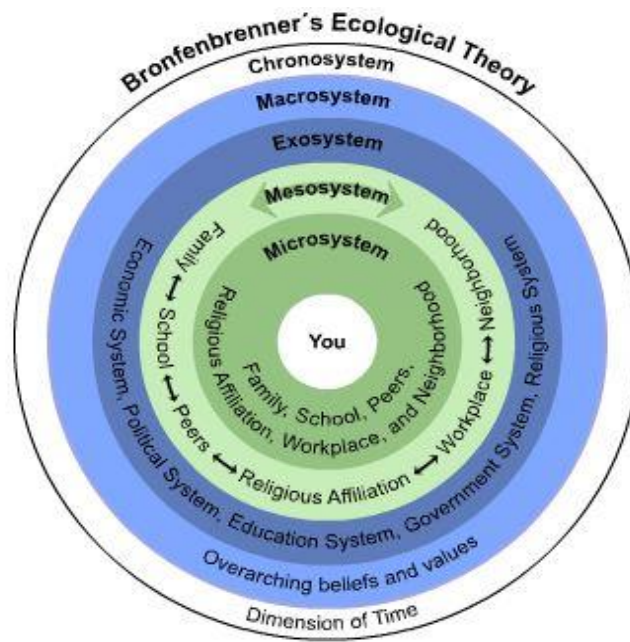 Bronfenbrenner´s Ecological Theory
Chronosystem
Macrosystem
Exosystem
Mesosystem
Microsystem
You
Family, School, Peers,
Religious Affiliation, Workplace, and Neighborhood
Family ↔ School ↔ Peers ↔ Religious Affiliation ↔ Workplace ↔ Neighborhood
Economic System, Political System, Education System, Government System, Religious System
Overarching beliefs and values
Dimension of Time